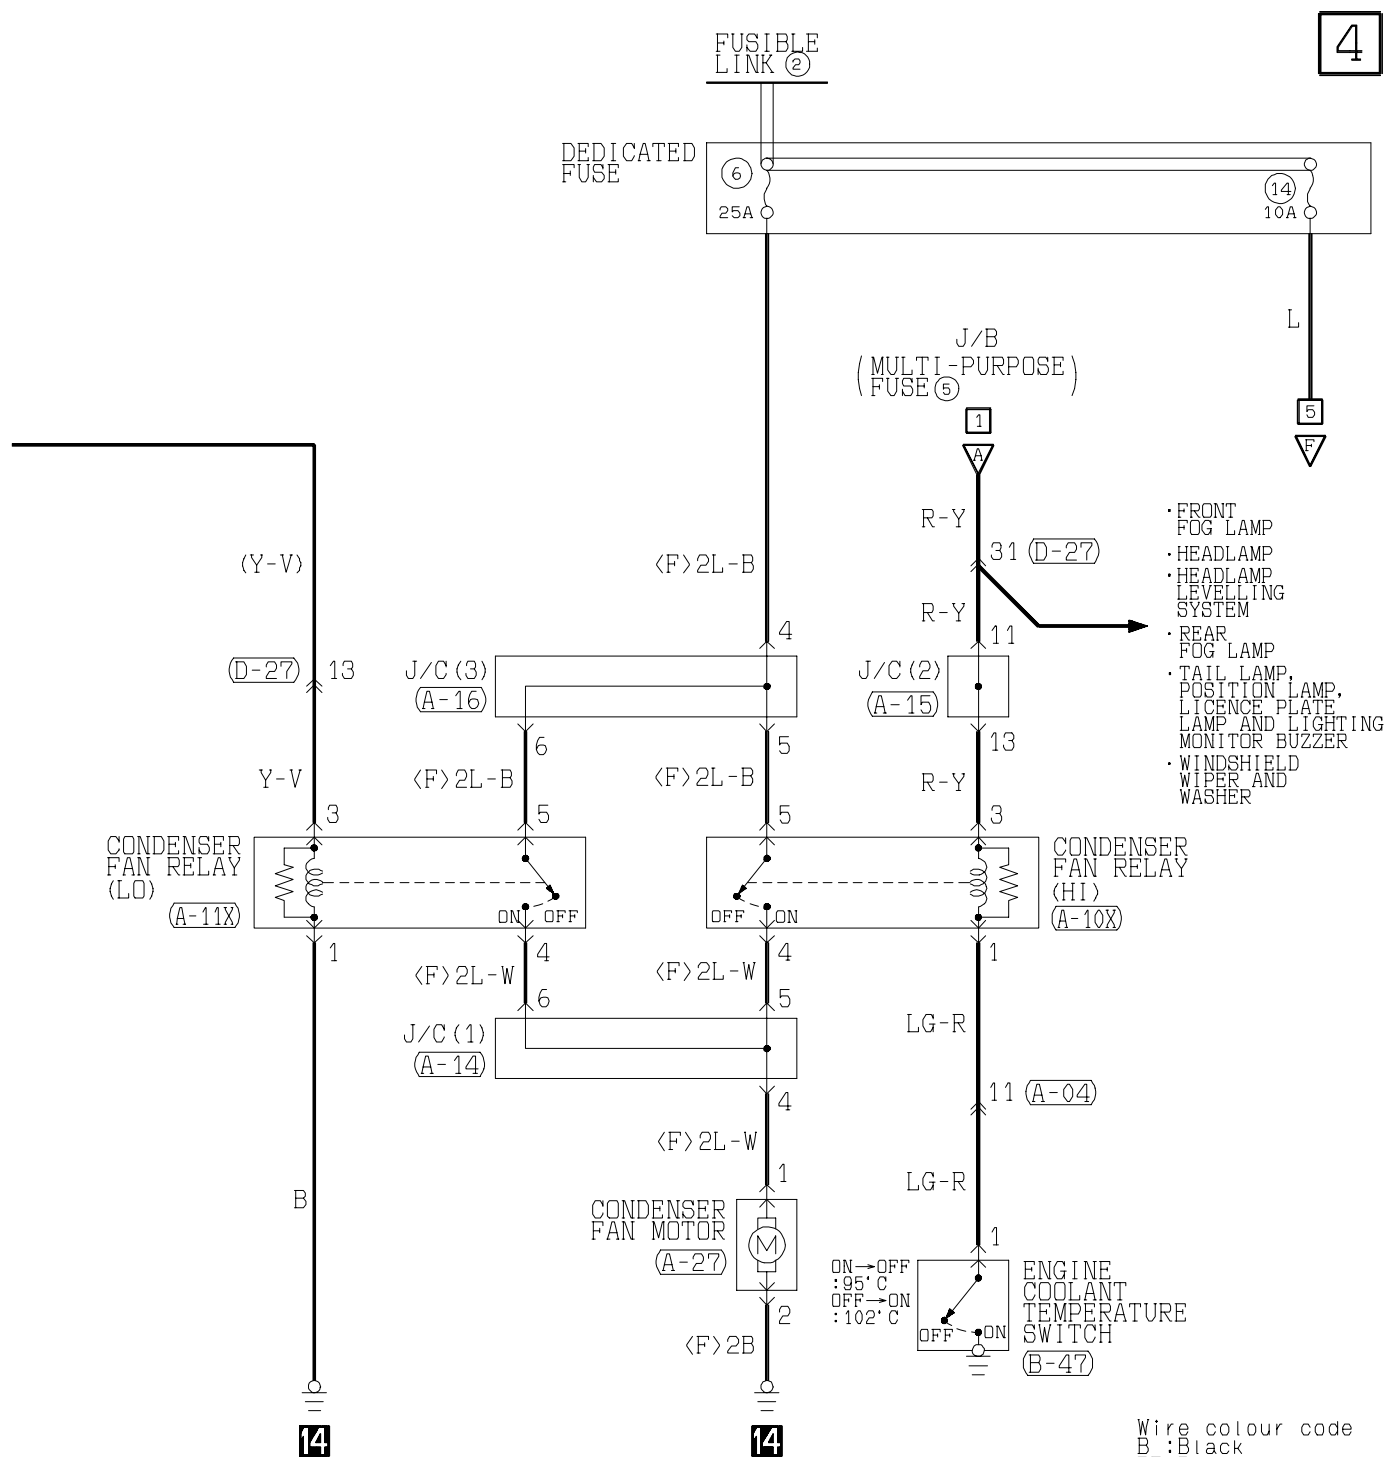 4
FUSIBLE
LINK ②
DEDICATED
FUSE
6
25A
14
10A
L
J/B
(MULTI-PURPOSE
FUSE ⑤)
1
A
5
F
R-Y
31 (D-27)
R-Y
11
·FRONT
FOG LAMP
·HEADLAMP
·HEADLAMP
LEVELLING
SYSTEM
·REAR
FOG LAMP
·TAIL LAMP,
POSITION LAMP,
LICENCE PLATE
LAMP AND LIGHTING
MONITOR BUZZER
·WINDSHIELD
WIPER AND
WASHER
(Y-V)
<F>2L-B
4
(D-27) 13
J/C(3)
(A-16)
J/C(2)
(A-15)
6
5
13
Y-V
<F>2L-B
<F>2L-B
R-Y
3
5
5
3
CONDENSER
FAN RELAY
(LO)
(A-11X)
ON OFF
OFF ON
CONDENSER
FAN RELAY
(HI)
(A-10X)
1
4
4
1
<F>2L-W
<F>2L-W
6
5
LG-R
J/C(1)
(A-14)
4
11 (A-04)
<F>2L-W
1
LG-R
B
CONDENSER
FAN MOTOR
(A-27)
M
2
<F>2B
1
ON→OFF
:95°C
OFF→ON
:102°C
OFF ON
ENGINE
COOLANT
TEMPERATURE
SWITCH
(B-47)
14
14
Wire colour code
B :Black